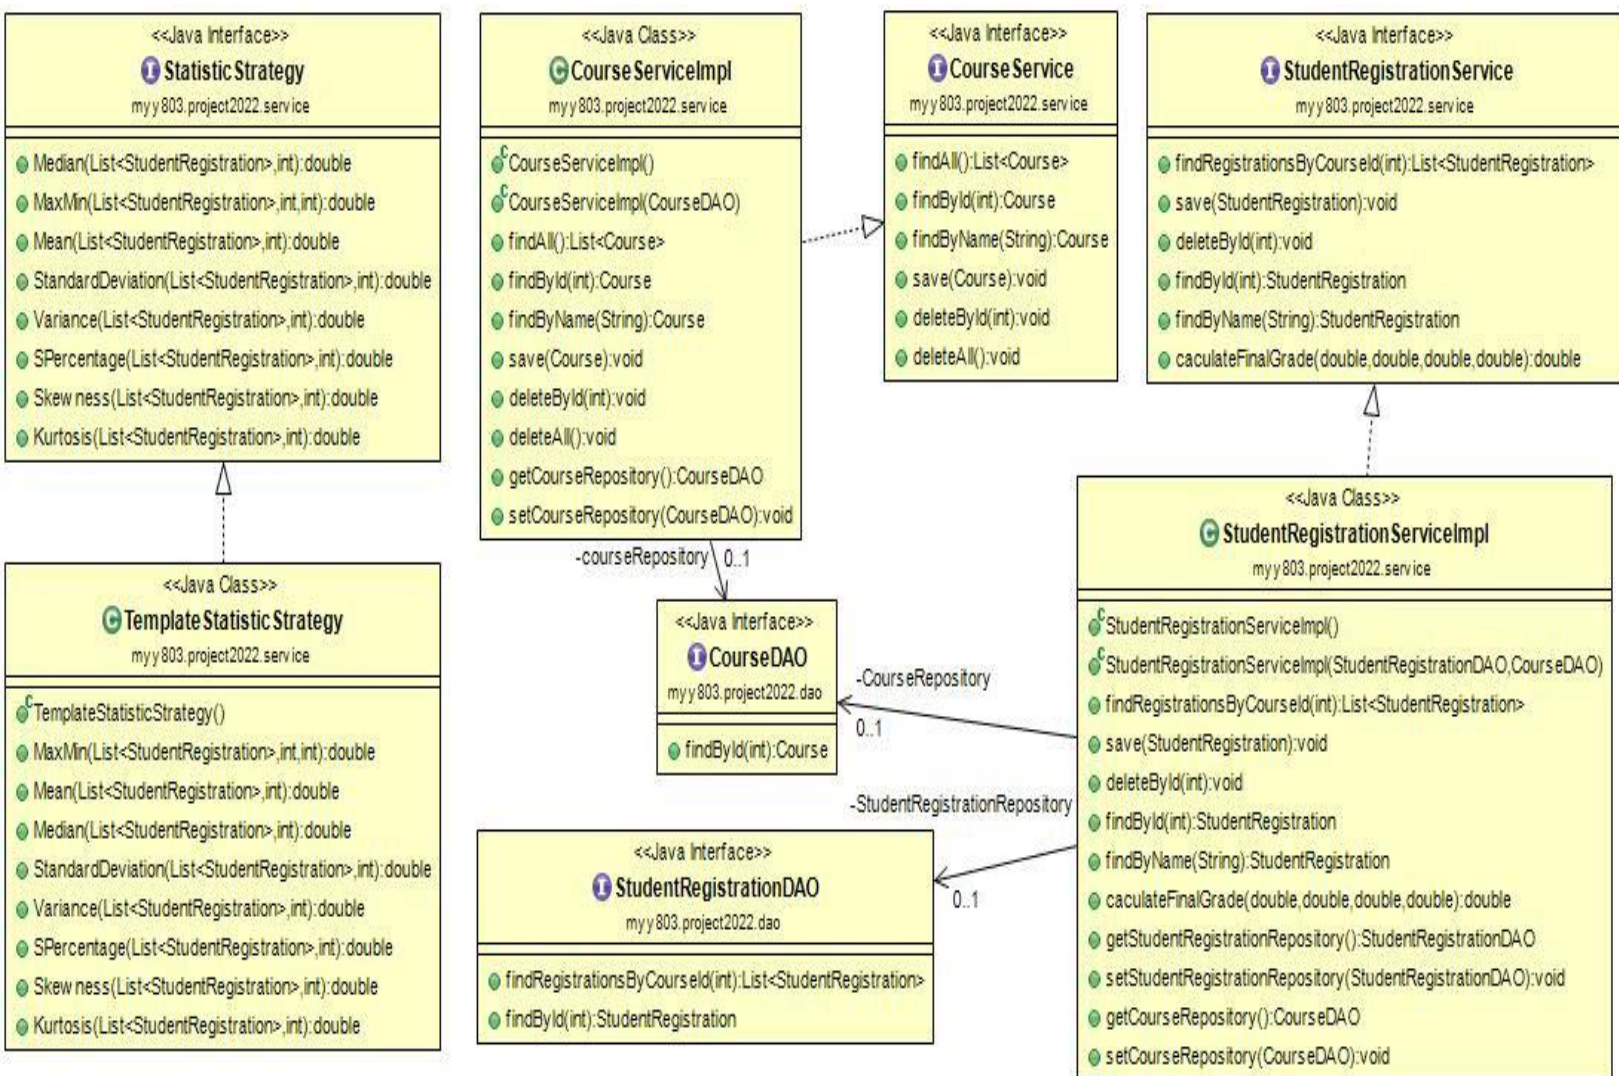 <<Java Interface>>
StatisticStrategy
myy803.project2022.service
Median(List<StudentRegistration>,int):double
MaxMin(List<StudentRegistration>,int,int):double
Mean(List<StudentRegistration>,int):double
StandardDeviation(List<StudentRegistration>,int):double
Variance(List<StudentRegistration>,int):double
SPercentage(List<StudentRegistration>,int):double
Skewness(List<StudentRegistration>,int):double
Kurtosis(List<StudentRegistration>,int):double
<<Java Class>>
CourseServiceImpl
myy803.project2022.service
CourseServiceImpl()
CourseServiceImpl(CourseDAO)
findAll():List<Course>
findById(int):Course
findByName(String):Course
save(Course):void
deleteById(int):void
deleteAll():void
getCourseRepository():CourseDAO
setCourseRepository(CourseDAO):void
<<Java Interface>>
CourseService
myy803.project2022.service
findAll():List<Course>
findById(int):Course
findByName(String):Course
save(Course):void
deleteById(int):void
deleteAll():void
<<Java Interface>>
StudentRegistrationService
myy803.project2022.service
findRegistrationsByCourseId(int):List<StudentRegistration>
save(StudentRegistration):void
deleteById(int):void
findById(int):StudentRegistration
findByName(String):StudentRegistration
caculateFinalGrade(double,double,double,double):double
<<Java Class>>
TemplateStatisticStrategy
myy803.project2022.service
TemplateStatisticStrategy()
MaxMin(List<StudentRegistration>,int,int):double
Mean(List<StudentRegistration>,int):double
Median(List<StudentRegistration>,int):double
StandardDeviation(List<StudentRegistration>,int):double
Variance(List<StudentRegistration>,int):double
SPercentage(List<StudentRegistration>,int):double
Skewness(List<StudentRegistration>,int):double
Kurtosis(List<StudentRegistration>,int):double
-courseRepository
0..1
<<Java Interface>>
CourseDAO
myy803.project2022.dao
findById(int):Course
-CourseRepository
0..1
-StudentRegistrationRepository
0..1
<<Java Interface>>
StudentRegistrationDAO
myy803.project2022.dao
findRegistrationsByCourseId(int):List<StudentRegistration>
findById(int):StudentRegistration
<<Java Class>>
StudentRegistrationServiceImpl
myy803.project2022.service
StudentRegistrationServiceImpl()
StudentRegistrationServiceImpl(StudentRegistrationDAO,CourseDAO)
findRegistrationsByCourseId(int):List<StudentRegistration>
save(StudentRegistration):void
deleteById(int):void
findById(int):StudentRegistration
findByName(String):StudentRegistration
caculateFinalGrade(double,double,double,double):double
getStudentRegistrationRepository():StudentRegistrationDAO
setStudentRegistrationRepository(StudentRegistrationDAO):void
getCourseRepository():CourseDAO
setCourseRepository(CourseDAO):void